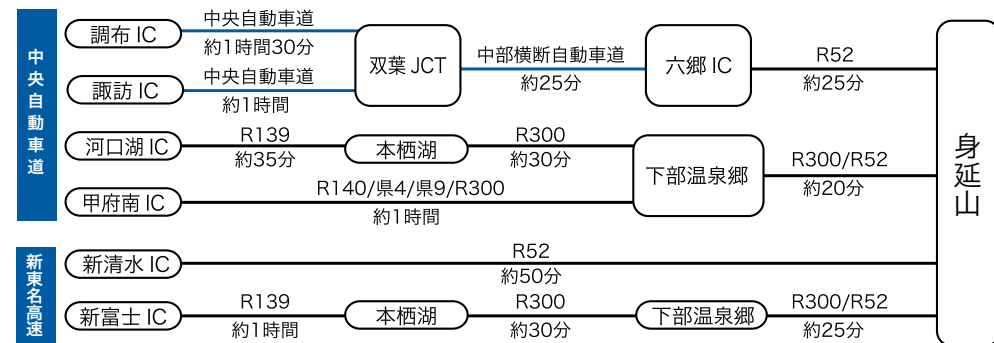 中央自動車道
調布 IC
中央自動車道
約1時間30分
諏訪 IC
中央自動車道
約1時間
双葉 JCT
中部横断自動車道
約25分
六郷 IC
R52
約25分
河口湖 IC
R139
約35分
本栖湖
R300
約30分
甲府南 IC
R140/県4/県9/R300
約1時間
下部温泉郷
R300/R52
約20分
新東名高速
新清水 IC
R52
約50分
新富士 IC
R139
約1時間
本栖湖
R300
約30分
下部温泉郷
R300/R52
約25分
身延山